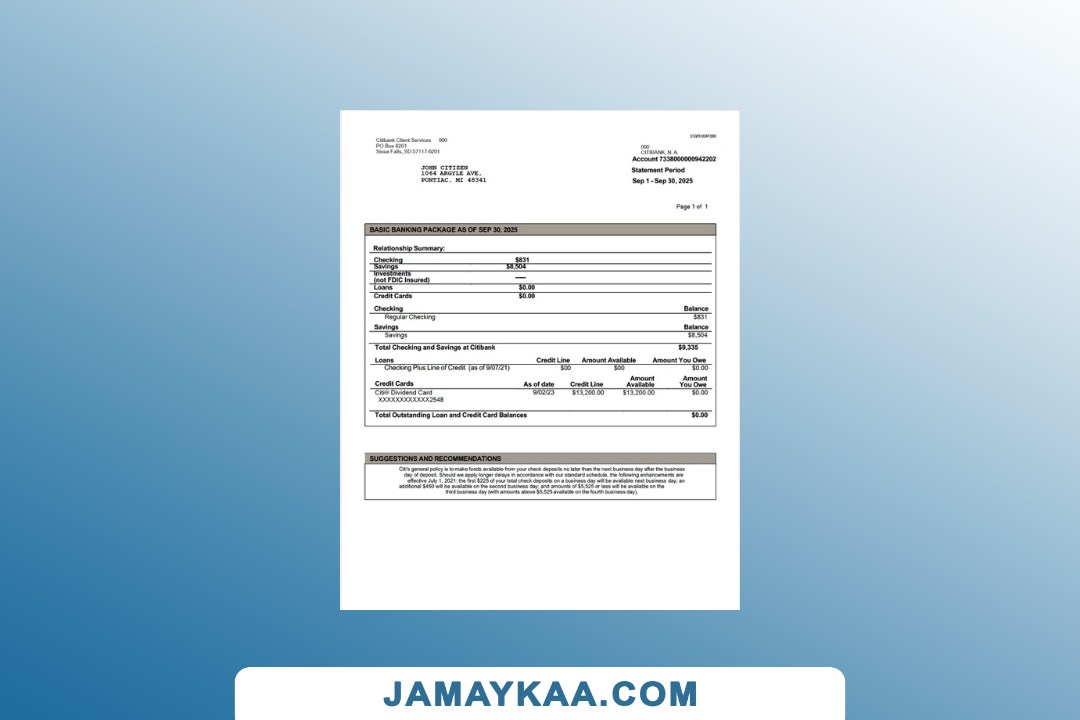 Citibank Client Services 000
PO Box 6201
Sioux Falls, SD 57117-6201
000
CITIBANK, N. A.
Account 7338000000942202
Statement Period
Sep 1 - Sep 30, 2025
JOHN CITIZEN
1064 ARGYLE AVE,
PONTIAC, MI 48341
Page 1 of 1
BASIC BANKING PACKAGE AS OF SEP 30, 2025
Relationship Summary:
Checking $831
Savings $8,504
Investments
(not FDIC Insured) -----
Loans $0.00
Credit Cards $0.00
Checking Balance
Regular Checking $831
Savings Balance
Savings $8,504
Total Checking and Savings at Citibank $9,335
Loans Credit Line Amount Available Amount You Owe
Checking Plus Line of Credit (as of 9/07/21) $00 $00 $0.00
Credit Cards As of date Credit Line Amount Available Amount You Owe
Citi® Dividend Card 9/02/23 $13,200.00 $13,200.00 $0.00
XXXXXXXXXXXX2548
Total Outstanding Loan and Credit Card Balances $0.00
SUGGESTIONS AND RECOMMENDATIONS
Citi's general policy is to make funds available from your check deposits no later than the next business day after the business
day of deposit. Should we apply longer delays in accordance with our standard schedule, the following enhancements are
effective July 1, 2021: the first $225 of your total check deposits on a business day will be available next business day; an
additional $450 will be available on the second business day; and amounts of $5,525 or less will be available on the
third business day (with amounts above $5,525 available on the fourth business day).
JAMAYKAA.COM